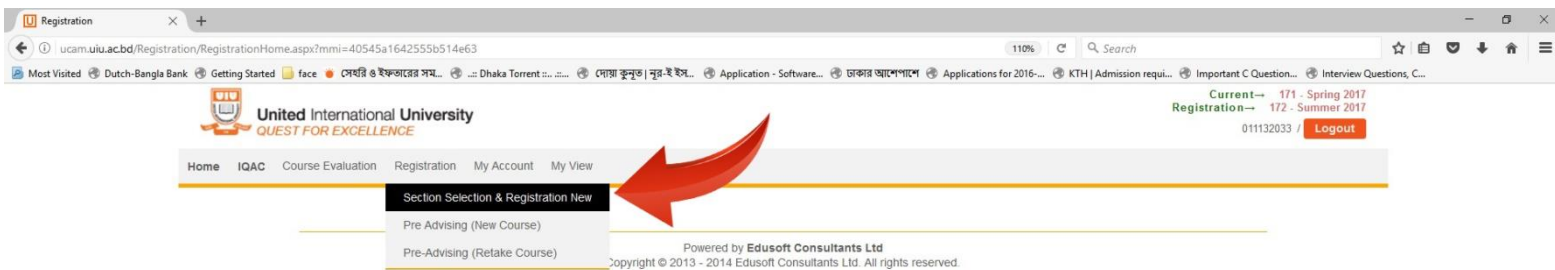 Registration
ucam.uiu.ac.bd/Registration/RegistrationHome.aspx?mmi=40545a1642555b514e63
110%
Search
Most Visited Dutch-Bangla Bank Getting Started face সেহরি ও ইফতারের সম... ..:: Dhaka Torrent ::.. ::... দোয়া কুনুত | নূর-ই ইস... Application - Software... ঢাকার আশেপাশে Applications for 2016-... KTH | Admission requi... Important C Question... Interview Questions, C...
UIU
United International University
QUEST FOR EXCELLENCE
Current→ 171 - Spring 2017
Registration→ 172 - Summer 2017
011132033 / Logout
Home IQAC Course Evaluation Registration My Account My View
Section Selection & Registration New
Pre Advising (New Course)
Pre-Advising (Retake Course)
Powered by Edusoft Consultants Ltd
Copyright © 2013 - 2014 Edusoft Consultants Ltd. All rights reserved.